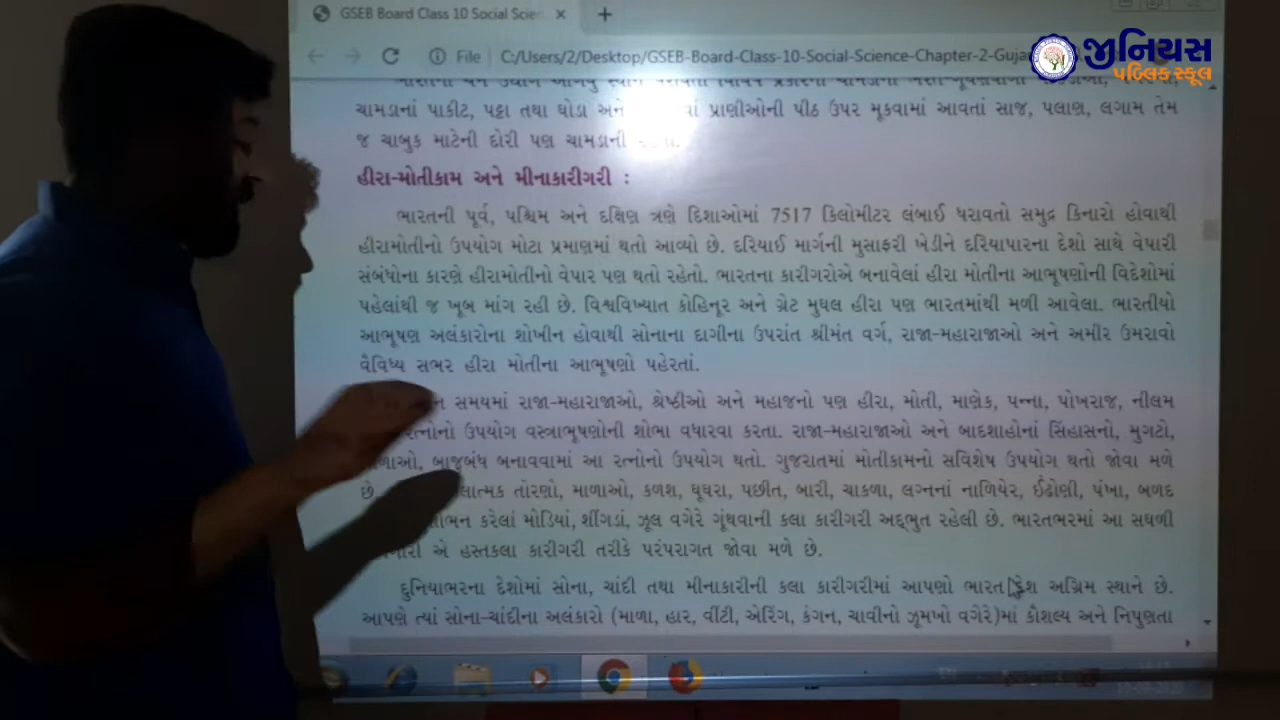 GSEB Board Class 10 Social Scie
File C:/Users/2/Desktop/GSEB-Board-Class-10-Social-Science-Chapter-2-Guja
જીનિયસ
પબ્લિક સ્કૂલ
ચામડાનાં પાકીટ, પટ્ટા તથા ઘોડા અને પ્રાણીઓની પીઠ ઉપર મૂકવામાં આવતાં સાજ, પલાણ, લગામ તેમ
જ ચાબુક માટેની દોરી પણ ચામડાની
હીરા-મોતીકામ અને મીનાકારીગરી :
ભારતની પૂર્વ, પશ્ચિમ અને દક્ષિણ ત્રણે દિશાઓમાં 7517 કિલોમીટર લંબાઈ ધરાવતો સમુદ્ર કિનારો હોવાથી
હીરામોતીનો ઉપયોગ મોટા પ્રમાણમાં થતો આવ્યો છે. દરિયાઈ માર્ગની મુસાફરી ખેડીને દરિયાપારના દેશો સાથે વેપારી
સંબંધોના કારણે હીરામોતીનો વેપાર પણ થતો રહેતો. ભારતના કારીગરોએ બનાવેલાં હીરા મોતીના આભૂષણોની વિદેશોમાં
પહેલાંથી જ ખૂબ માંગ રહી છે. વિશ્વવિખ્યાત કોહિનૂર અને ગ્રેટ મુઘલ હીરા પણ ભારતમાંથી મળી આવેલા. ભારતીયો
આભૂષણ અલંકારોના શોખીન હોવાથી સોનાના દાગીના ઉપરાંત શ્રીમંત વર્ગ, રાજા-મહારાજાઓ અને અમીર ઉમરાવો
વૈવિધ્ય સભર હીરા મોતીના આભૂષણો પહેરતાં.
સમયમાં રાજા-મહારાજાઓ, શ્રેષ્ઠીઓ અને મહાજનો પણ હીરા, મોતી, માણેક, પન્ના, પોખરાજ, નીલમ
રત્નોનો ઉપયોગ વસ્ત્રાભૂષણોની શોભા વધારવા કરતા. રાજા-મહારાજાઓ અને બાદશાહોનાં સિંહાસનો, મુગટો,
બાજુબંધ બનાવવામાં આ રત્નોનો ઉપયોગ થતો. ગુજરાતમાં મોતીકામનો સવિશેષ ઉપયોગ થતો જોવા મળે
છે. તોરણો, માળાઓ, કળશ, ઘૂઘરા, પછીત, બારી, ચાકળા, લગ્નનાં નાળિયેર, ઈંઢોણી, પંખા, બળદ
કરેલાં મોડિયાં, શીંગડાં, ઝૂલ વગેરે ગૂંથવાની કલા કારીગરી અદ્ભુત રહેલી છે. ભારતભરમાં આ સઘળી
એ હસ્તકલા કારીગરી તરીકે પરંપરાગત જોવા મળે છે.
દુનિયાભરના દેશોમાં સોના, ચાંદી તથા મીનાકારીની કલા કારીગરીમાં આપણો ભારત દેશ અગ્રિમ સ્થાને છે.
આપણે ત્યાં સોના-ચાંદીના અલંકારો (માળા, હાર, વીંટી, એરિંગ, કંગન, ચાવીનો ઝૂમખો વગેરે)માં કૌશલ્ય અને નિપુણતા